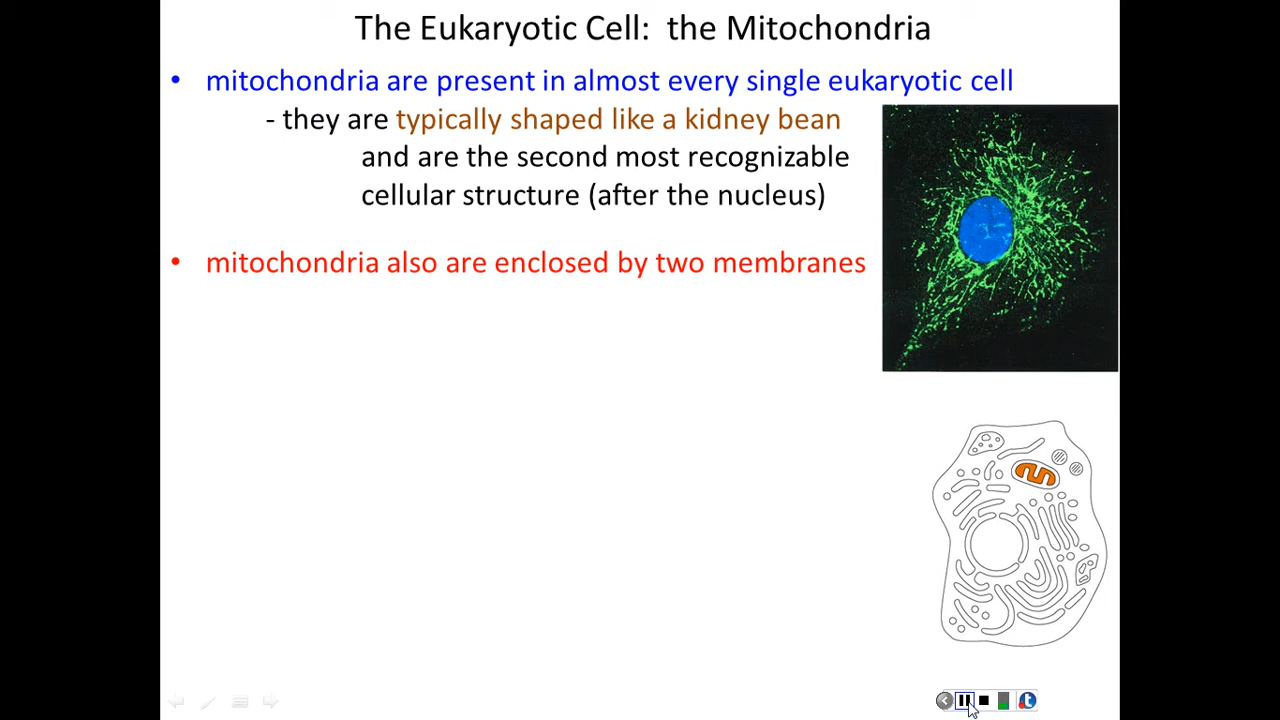 The Eukaryotic Cell:  the Mitochondria
• mitochondria are present in almost every single eukaryotic cell
- they are typically shaped like a kidney bean
and are the second most recognizable
cellular structure (after the nucleus)
• mitochondria also are enclosed by two membranes
t